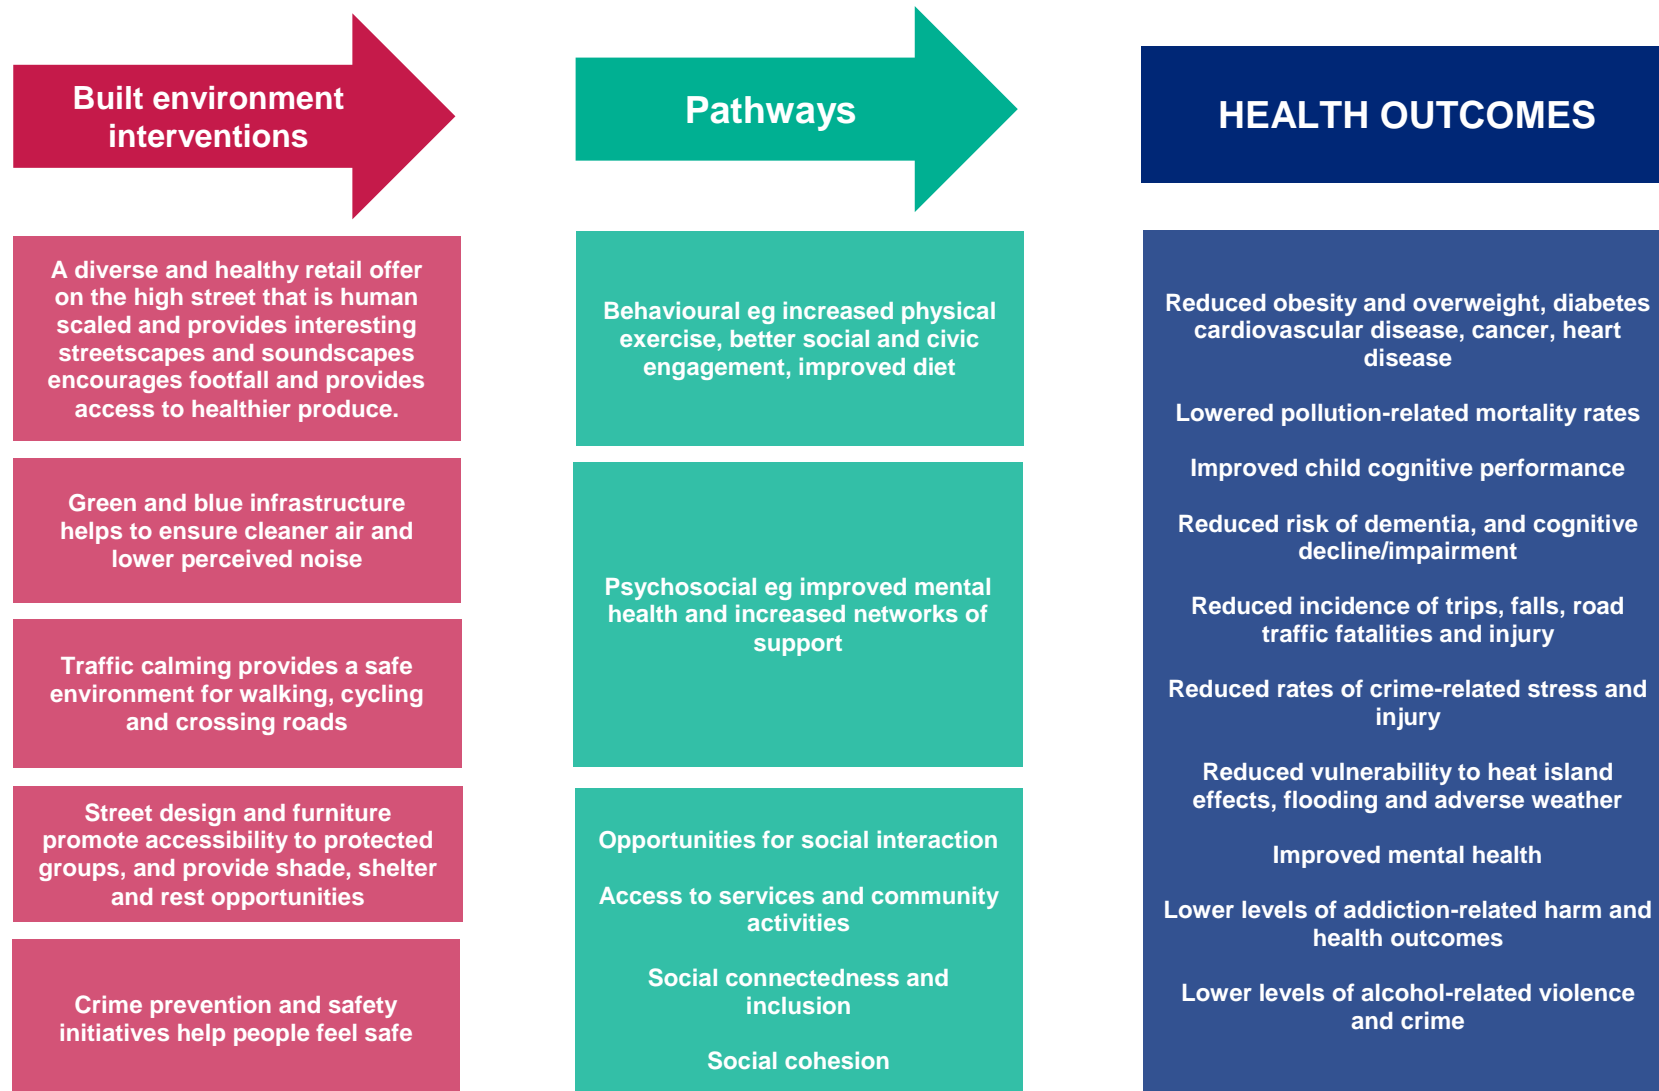 Built environment
interventions
A diverse and healthy retail offer
on the high street that is human
scaled and provides interesting
streetscapes and soundscapes
encourages footfall and provides
access to healthier produce.
Green and blue infrastructure
helps to ensure cleaner air and
lower perceived noise
Traffic calming provides a safe
environment for walking, cycling
and crossing roads
Street design and furniture
promote accessibility to protected
groups, and provide shade, shelter
and rest opportunities
Crime prevention and safety
initiatives help people feel safe
Pathways
Behavioural eg increased physical
exercise, better social and civic
engagement, improved diet
Psychosocial eg improved mental
health and increased networks of
support
Opportunities for social interaction
Access to services and community
activities
Social connectedness and
inclusion
Social cohesion
HEALTH OUTCOMES
Reduced obesity and overweight, diabetes
cardiovascular disease, cancer, heart
disease
Lowered pollution-related mortality rates
Improved child cognitive performance
Reduced risk of dementia, and cognitive
decline/impairment
Reduced incidence of trips, falls, road
traffic fatalities and injury
Reduced rates of crime-related stress and
injury
Reduced vulnerability to heat island
effects, flooding and adverse weather
Improved mental health
Lower levels of addiction-related harm and
health outcomes
Lower levels of alcohol-related violence
and crime